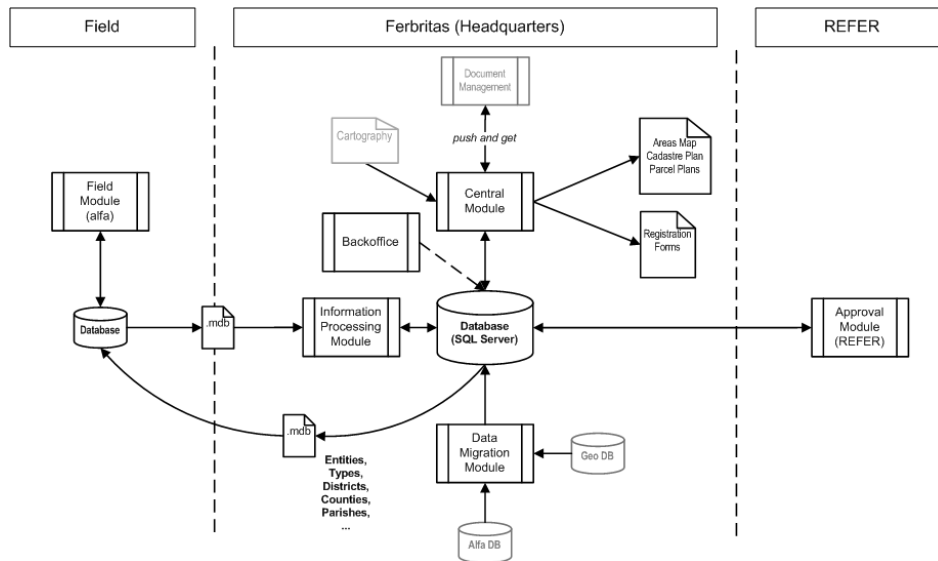 Field
Ferbritas (Headquarters)
REFER
Document
Management
push and get
Cartography
Areas Map
Cadastre Plan
Parcel Plans
Field
Module
(alfa)
Central
Module
Backoffice
Registration
Forms
Database
.mdb
Information
Processing
Module
Database
(SQL Server)
Approval
Module
(REFER)
.mdb
Entities,
Types,
Districts,
Counties,
Parishes,
...
Data
Migration
Module
Geo DB
Alfa DB